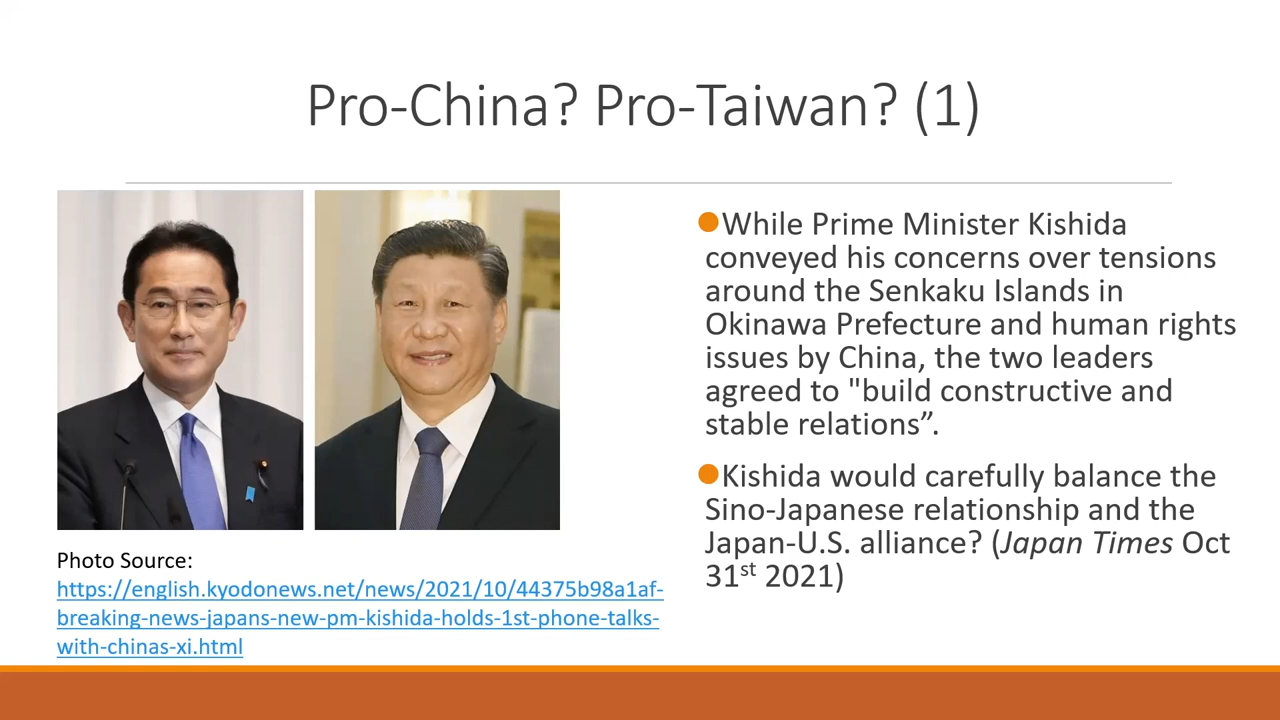 Pro-China? Pro-Taiwan? (1)
While Prime Minister Kishida
conveyed his concerns over tensions
around the Senkaku Islands in
Okinawa Prefecture and human rights
issues by China, the two leaders
agreed to "build constructive and
stable relations”.
Kishida would carefully balance the
Sino-Japanese relationship and the
Japan-U.S. alliance? (Japan Times Oct
31st 2021)
Photo Source:
https://english.kyodonews.net/news/2021/10/44375b98a1af-
breaking-news-japans-new-pm-kishida-holds-1st-phone-talks-
with-chinas-xi.html